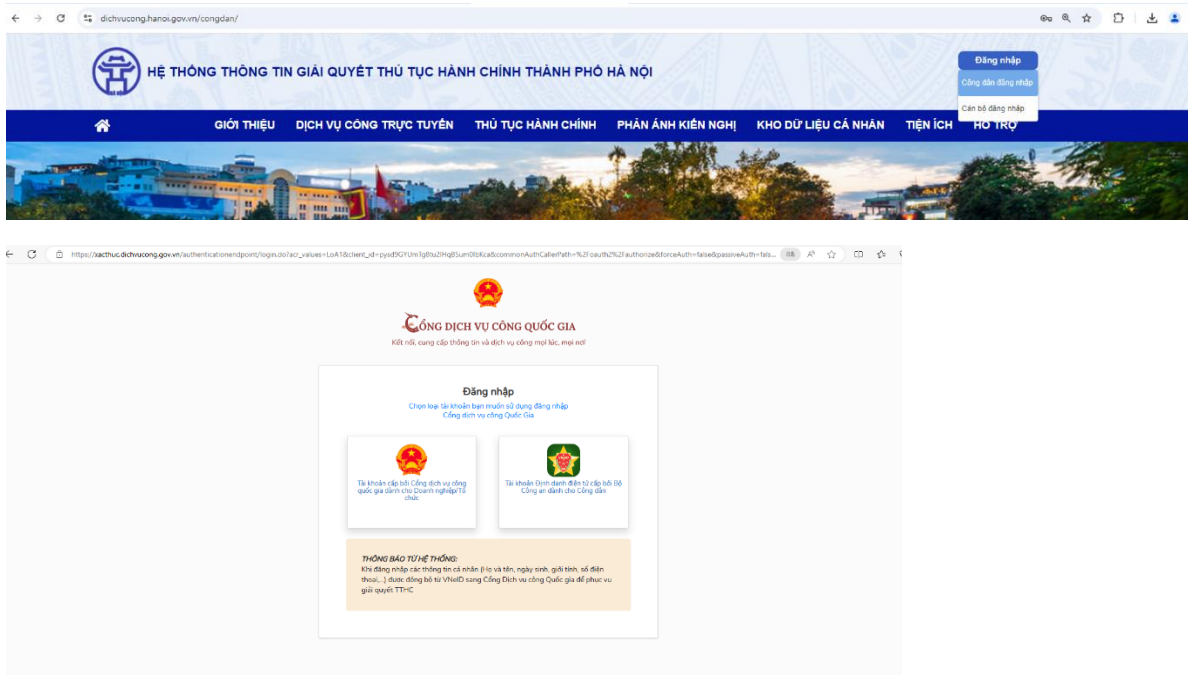 dichvucong.hanoi.gov.vn/congdan/
HỆ THỐNG THÔNG TIN GIẢI QUYẾT THỦ TỤC HÀNH CHÍNH THÀNH PHỐ HÀ NỘI
Đăng nhập
Công dân đăng nhập
Cán bộ đăng nhập
GIỚI THIỆU DỊCH VỤ CÔNG TRỰC TUYẾN THỦ TỤC HÀNH CHÍNH PHẢN ÁNH KIẾN NGHỊ KHO DỮ LIỆU CÁ NHÂN TIỆN ÍCH HỖ TRỢ
CỔNG DỊCH VỤ CÔNG QUỐC GIA
Kết nối, cung cấp thông tin và dịch vụ công mọi lúc, mọi nơi
Đăng nhập
Chọn loại tài khoản bạn muốn sử dụng đăng nhập
Cổng dịch vụ công Quốc Gia
Tài khoản cấp bởi Cổng dịch vụ công
quốc gia dành cho Doanh nghiệp/Tổ
chức
Tài khoản Định danh điện tử cấp bởi Bộ
Công an dành cho Công dân
THÔNG BÁO TỪ HỆ THỐNG:
Khi đăng nhập các thông tin cá nhân (Họ và tên, ngày sinh, giới tính, số điện
thoại,...) được đồng bộ từ VNeID sang Cổng Dịch vụ công Quốc gia để phục vụ
giải quyết TTHC